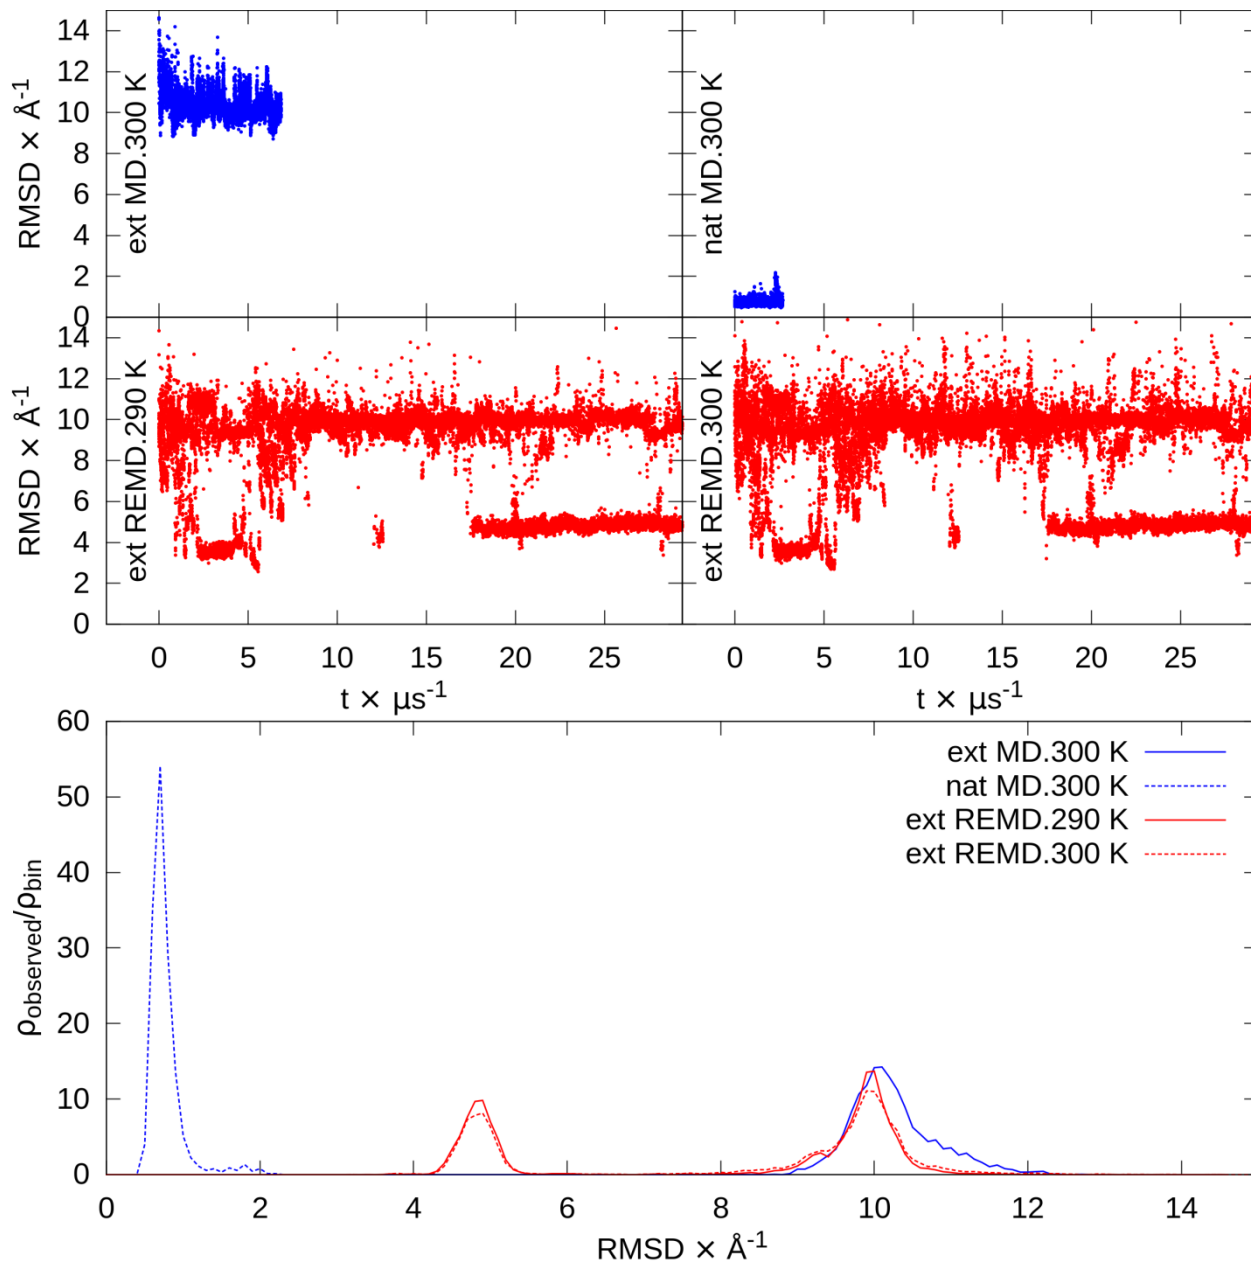 14
12
10
8
6
4
2
0
RMSD × Å⁻¹
ext MD.300 K
nat MD.300 K
14
12
10
8
6
4
2
0
RMSD × Å⁻¹
ext REMD.290 K
ext REMD.300 K
0 5 10 15 20 25
0 5 10 15 20 25
t × µs⁻¹
t × µs⁻¹
60
50
40
30
20
10
0
ρobserved/ρbin
ext MD.300 K
nat MD.300 K
ext REMD.290 K
ext REMD.300 K
0 2 4 6 8 10 12 14
RMSD × Å⁻¹